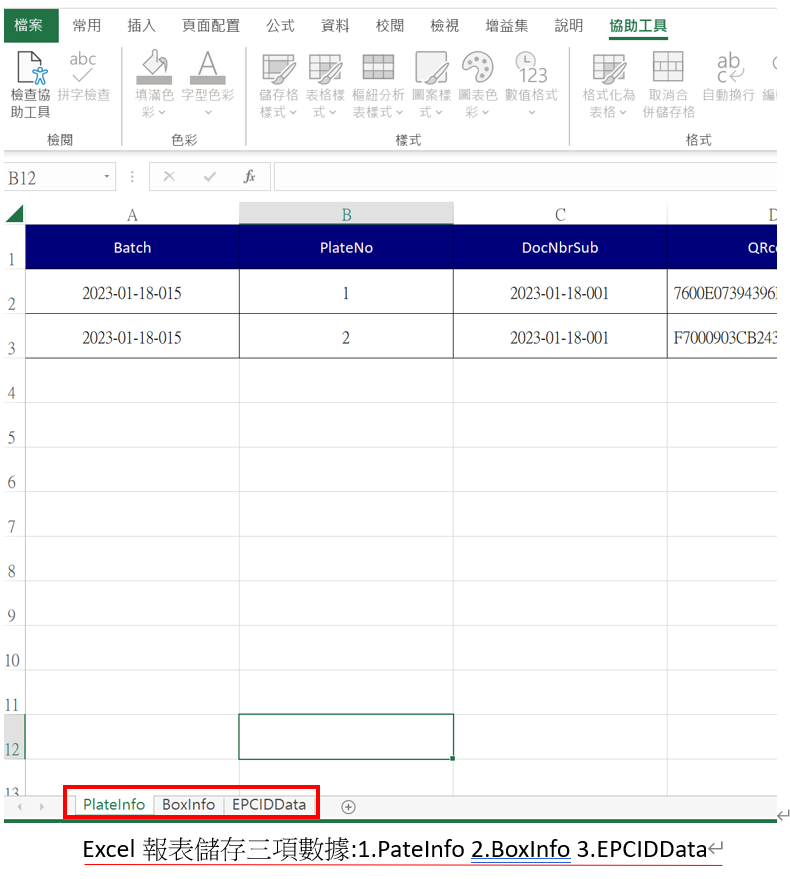 檔案 常用 插入 頁面配置 公式 資料 校閱 檢視 增益集 說明 協助工具
abc
123
ab
c
檢查協助工具 拼字檢查 填滿色彩 字型色彩 儲存格樣式 表格樣式 樞紐分析表樣式 圖案樣式 圖表色彩 數值格式 格式化為表格 取消合併儲存格 自動換行
檢閱 色彩 樣式 格式
B12 fx
A B C D
1 Batch PlateNo DocNbrSub
2 2023-01-18-015 1 2023-01-18-001 7600E07394396
3 2023-01-18-015 2 2023-01-18-001 F7000903CB243
4
5
6
7
8
9
10
11
12
13
PlateInfo BoxInfo EPCIDData
Excel 報表儲存三項數據:1.PateInfo 2.BoxInfo 3.EPCIDData